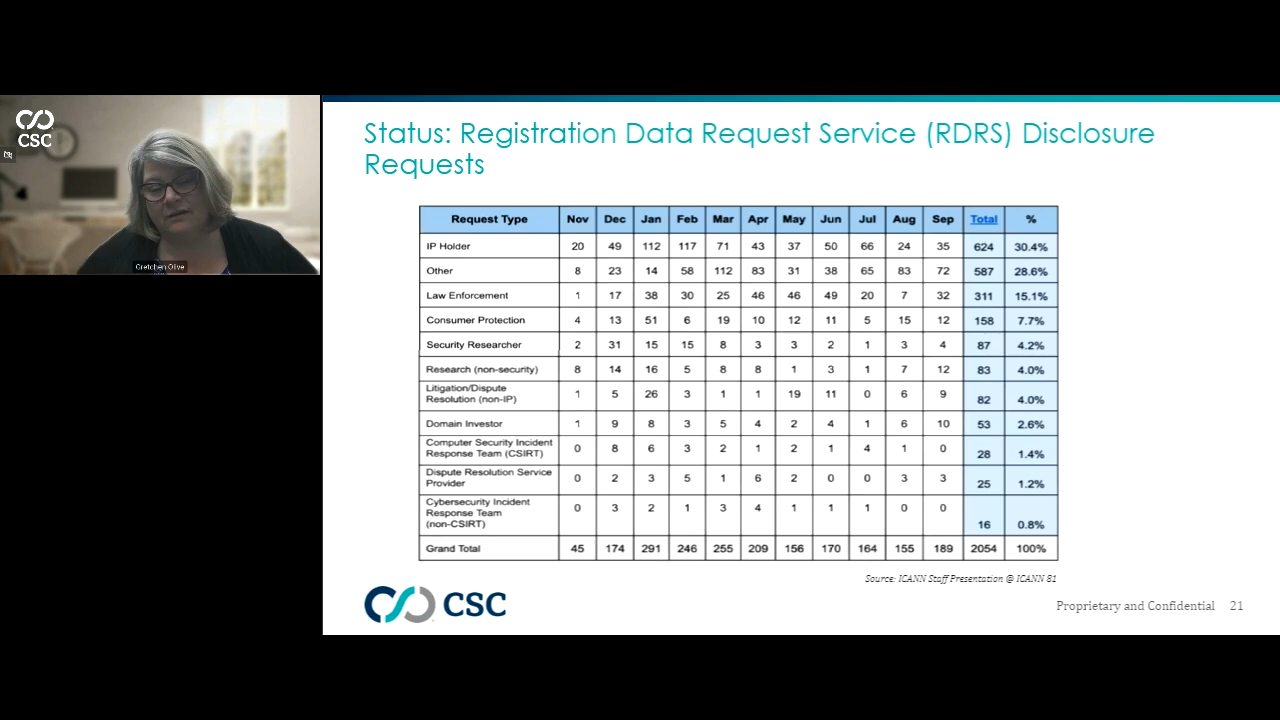 CSC
Gretchen Olive
Status: Registration Data Request Service (RDRS) Disclosure
Requests
Request Type Nov Dec Jan Feb Mar Apr May Jun Jul Aug Sep Total %
IP Holder 20 49 112 117 71 43 37 50 66 24 35 624 30.4%
Other 8 23 14 58 112 83 31 38 65 83 72 587 28.6%
Law Enforcement 1 17 38 30 25 46 46 49 20 7 32 311 15.1%
Consumer Protection 4 13 51 6 19 10 12 11 5 15 12 158 7.7%
Security Researcher 2 31 15 15 8 3 3 2 1 3 4 87 4.2%
Research (non-security) 8 14 16 5 8 8 1 3 1 7 12 83 4.0%
Litigation/Dispute
Resolution (non-IP) 1 5 26 3 1 1 19 11 0 6 9 82 4.0%
Domain Investor 1 9 8 3 5 4 2 4 1 6 10 53 2.6%
Computer Security Incident
Response Team (CSIRT) 0 8 6 3 2 1 2 1 4 1 0 28 1.4%
Dispute Resolution Service
Provider 0 2 3 5 1 6 2 0 0 3 3 25 1.2%
Cybersecurity Incident
Response Team
(non-CSIRT) 0 3 2 1 3 4 1 1 1 0 0 16 0.8%
Grand Total 45 174 291 246 255 209 156 170 164 155 189 2054 100%
Source: ICANN Staff Presentation @ ICANN 81
CSC
Proprietary and Confidential 21